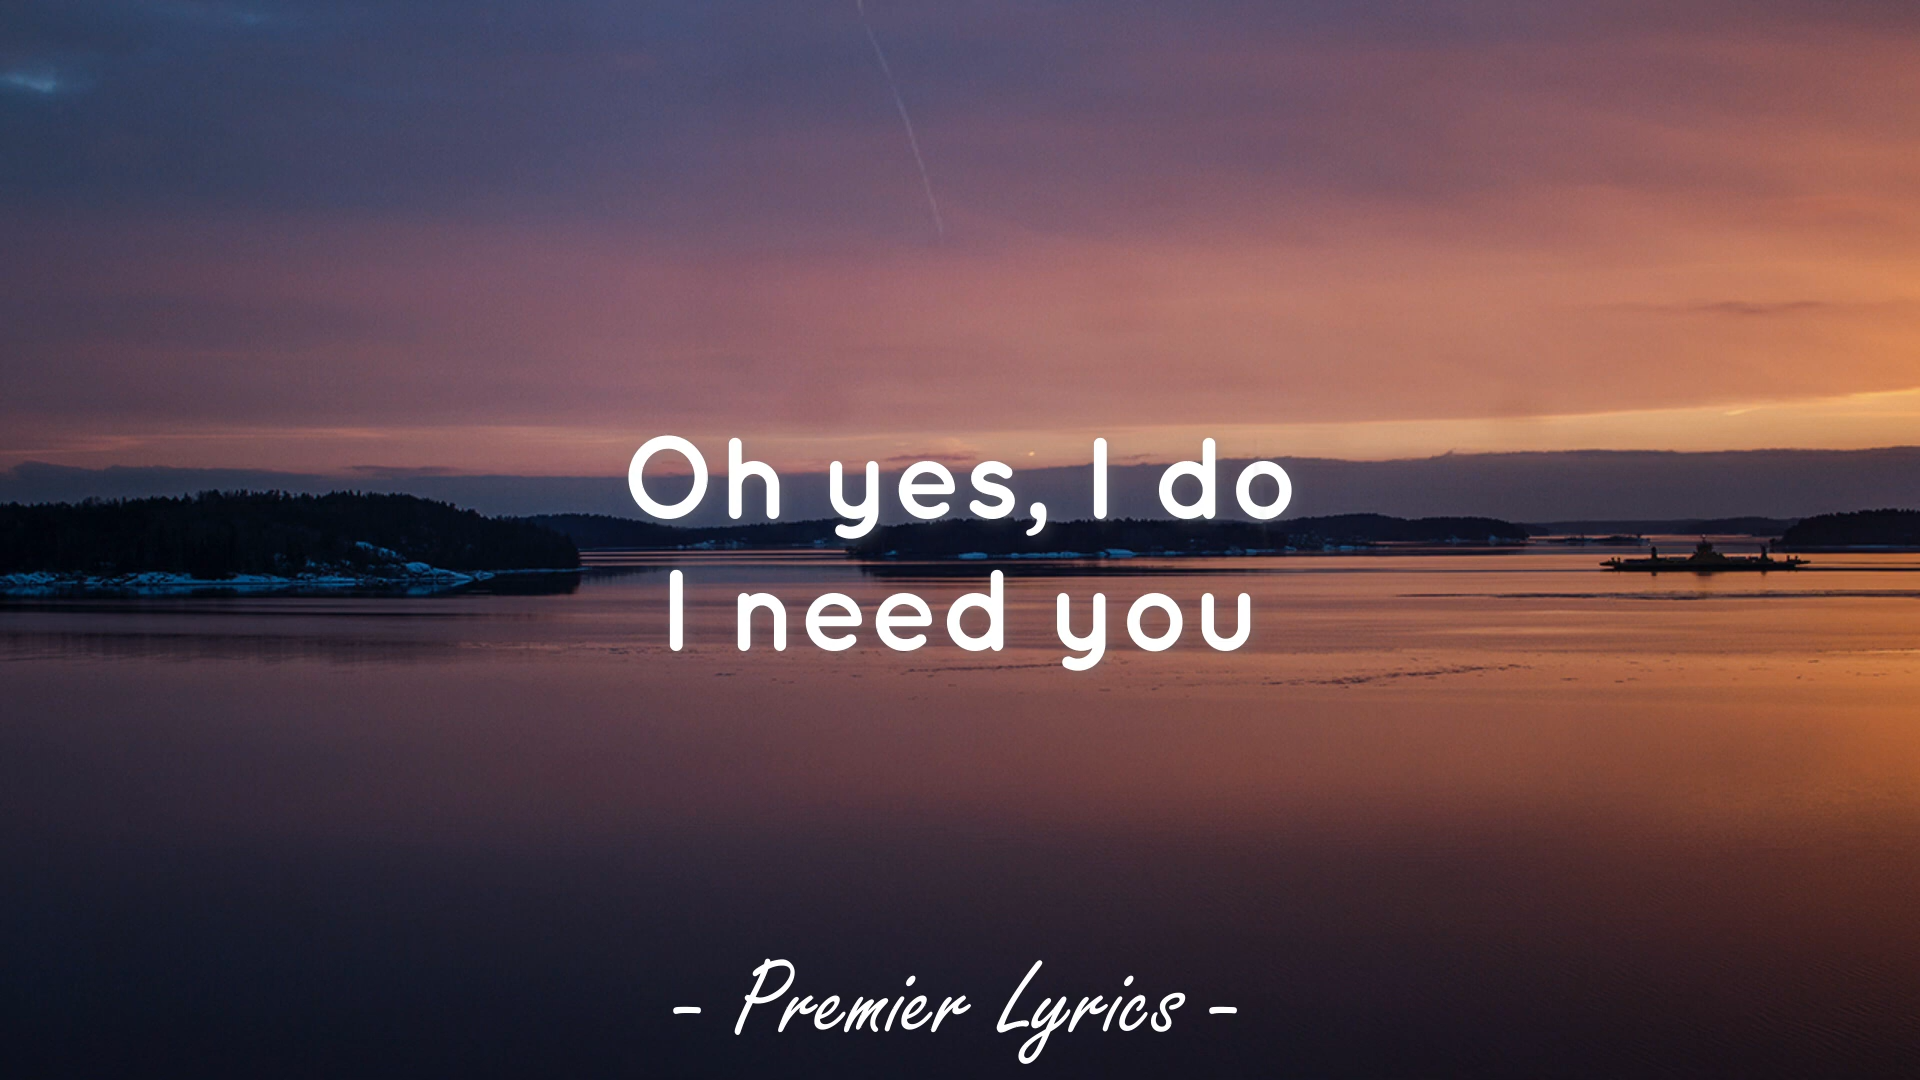 Oh yes, I do
I need you
- Premier Lyrics -